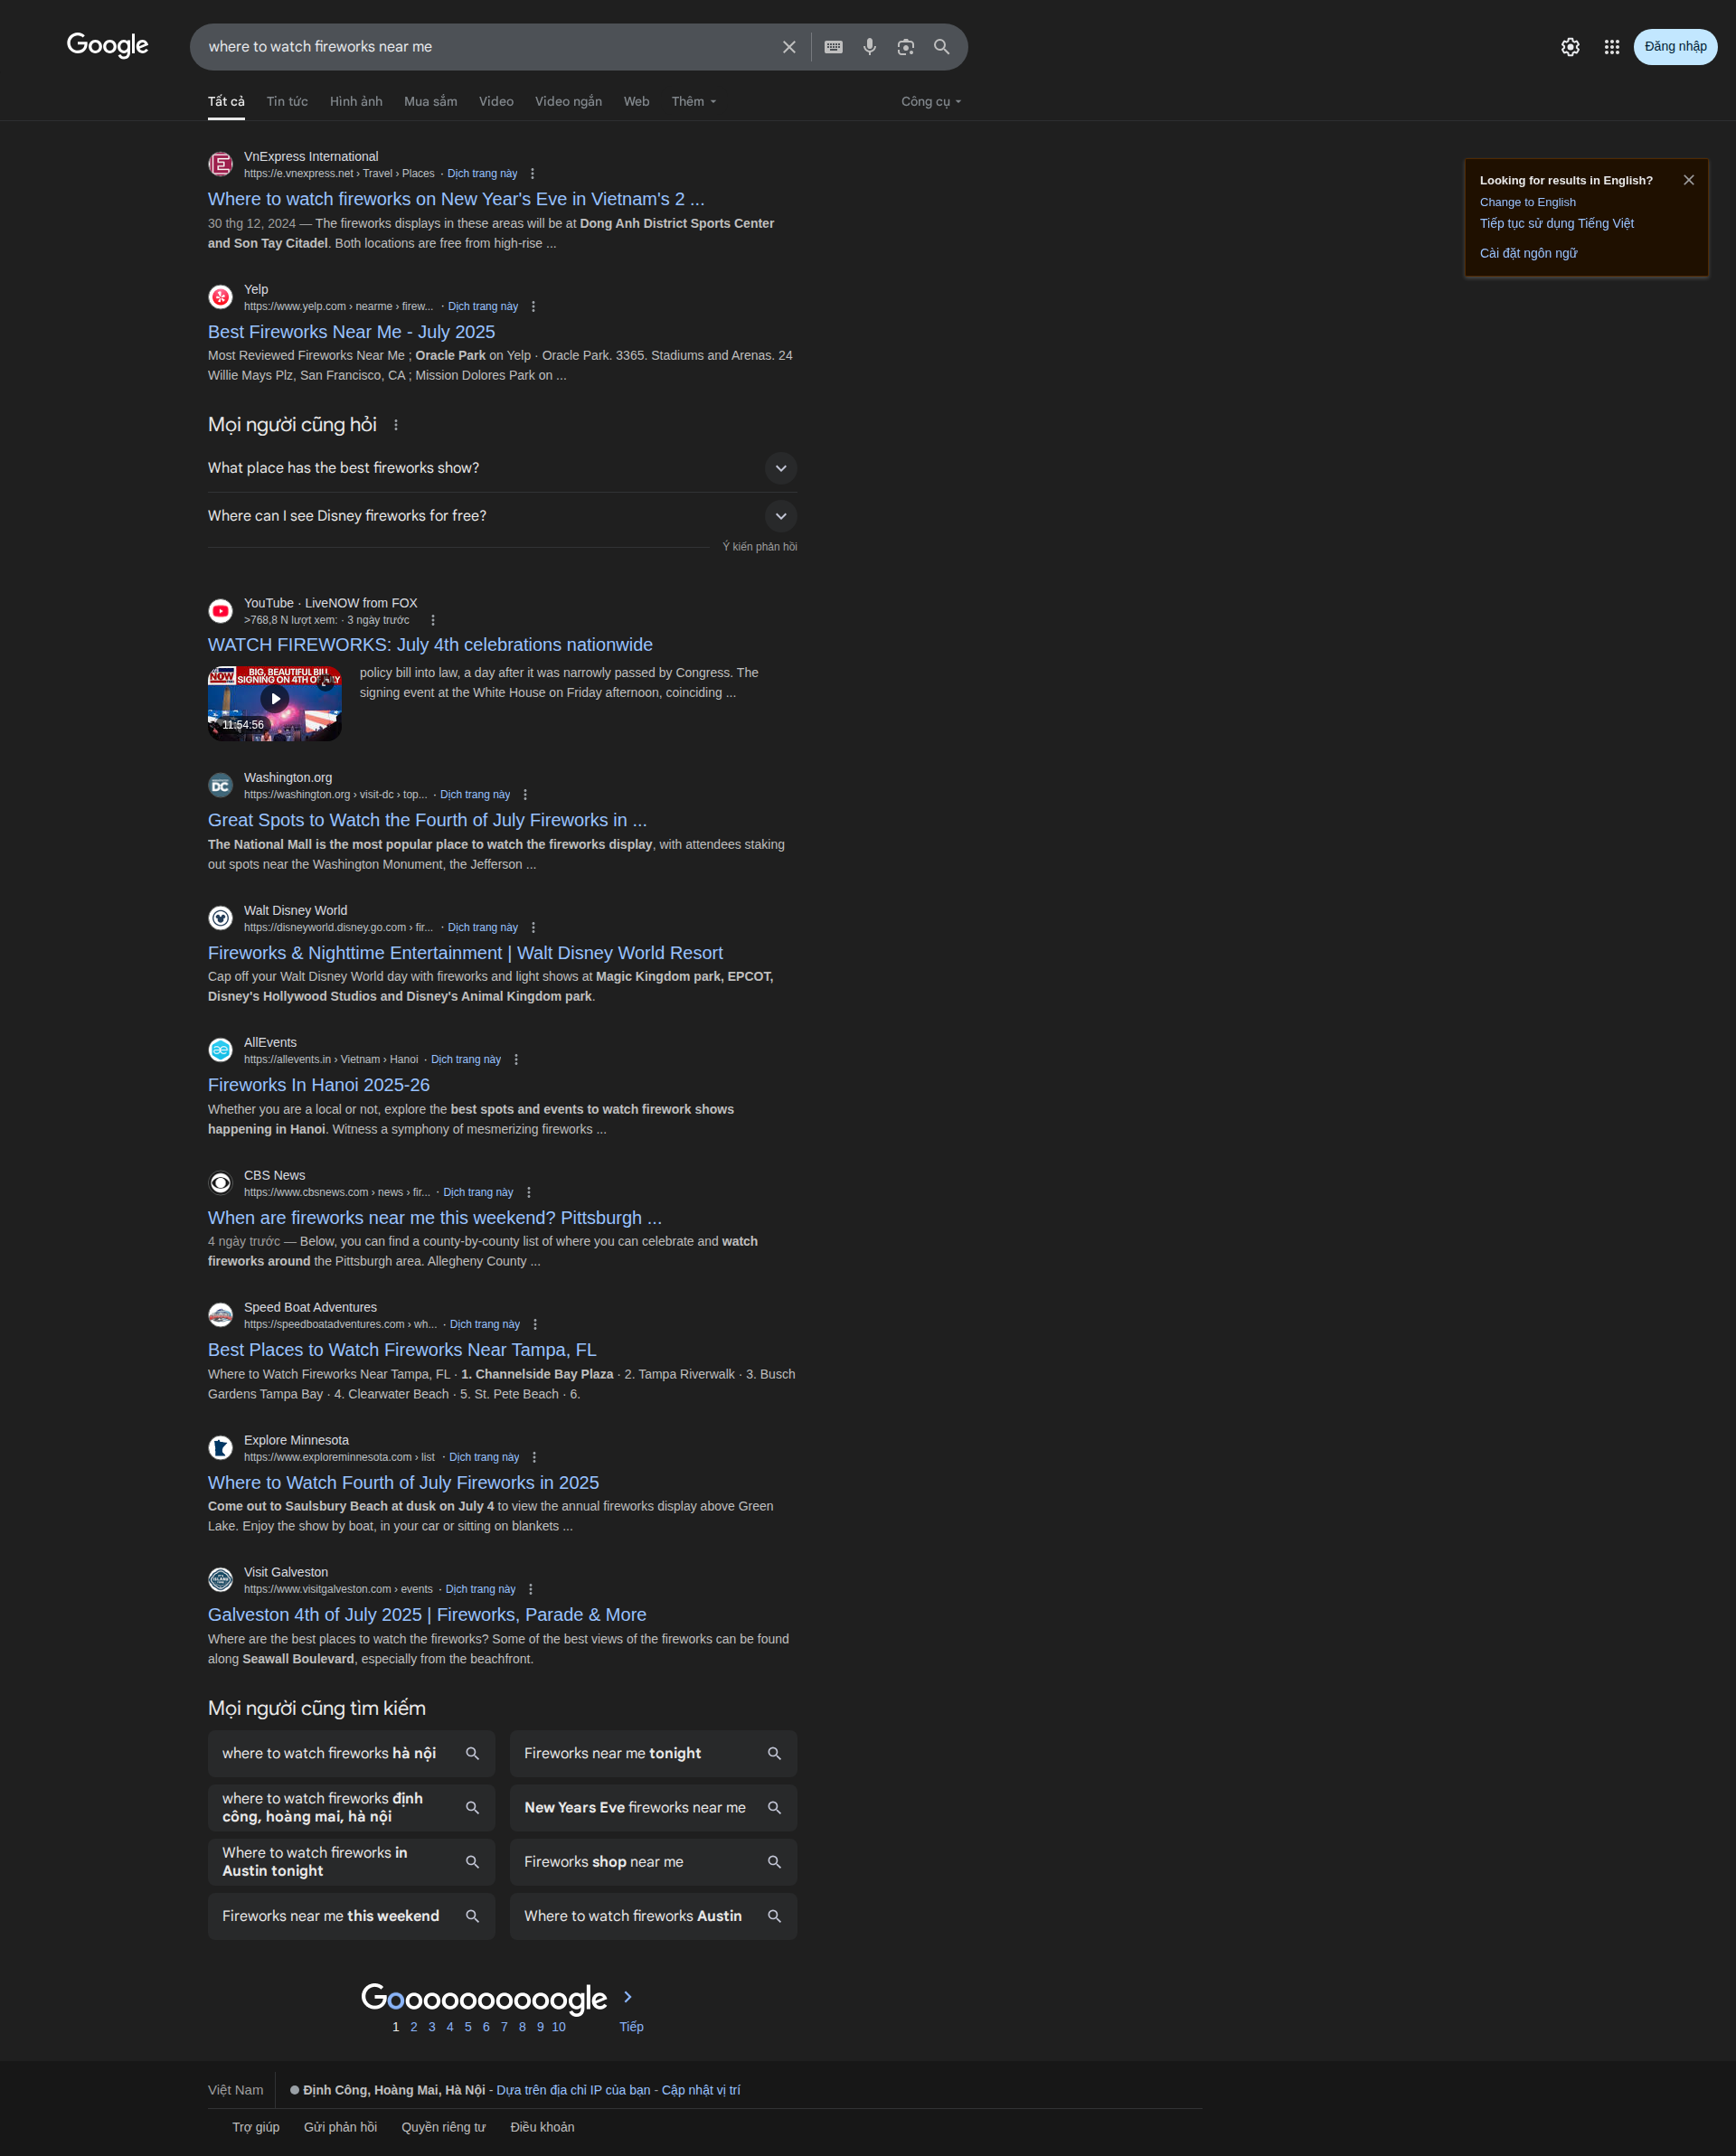 Google
where to watch fireworks near me
Đăng nhập
Tất cả Tin tức Hình ảnh Mua sắm Video Video ngắn Web Thêm Công cụ
VnExpress International
https://e.vnexpress.net › Travel › Places · Dịch trang này
Where to watch fireworks on New Year's Eve in Vietnam's 2 ...
30 thg 12, 2024 — The fireworks displays in these areas will be at Dong Anh District Sports Center
and Son Tay Citadel. Both locations are free from high-rise ...
Looking for results in English?
Change to English
Tiếp tục sử dụng Tiếng Việt
Cài đặt ngôn ngữ
Yelp
https://www.yelp.com › nearme › firew... · Dịch trang này
Best Fireworks Near Me - July 2025
Most Reviewed Fireworks Near Me ; Oracle Park on Yelp · Oracle Park. 3365. Stadiums and Arenas. 24
Willie Mays Plz, San Francisco, CA ; Mission Dolores Park on ...
Mọi người cũng hỏi
What place has the best fireworks show?
Where can I see Disney fireworks for free?
Ý kiến phản hồi
YouTube · LiveNOW from FOX
>768,8 N lượt xem: · 3 ngày trước
WATCH FIREWORKS: July 4th celebrations nationwide
NOW BIG, BEAUTIFUL BILL
SIGNING ON 4TH O
11:54:56
policy bill into law, a day after it was narrowly passed by Congress. The
signing event at the White House on Friday afternoon, coinciding ...
DC
Washington.org
https://washington.org › visit-dc › top... · Dịch trang này
Great Spots to Watch the Fourth of July Fireworks in ...
The National Mall is the most popular place to watch the fireworks display, with attendees staking
out spots near the Washington Monument, the Jefferson ...
Walt Disney World
https://disneyworld.disney.go.com › fir... · Dịch trang này
Fireworks & Nighttime Entertainment | Walt Disney World Resort
Cap off your Walt Disney World day with fireworks and light shows at Magic Kingdom park, EPCOT,
Disney's Hollywood Studios and Disney's Animal Kingdom park.
AllEvents
https://allevents.in › Vietnam › Hanoi · Dịch trang này
Fireworks In Hanoi 2025-26
Whether you are a local or not, explore the best spots and events to watch firework shows
happening in Hanoi. Witness a symphony of mesmerizing fireworks ...
CBS News
https://www.cbsnews.com › news › fir... · Dịch trang này
When are fireworks near me this weekend? Pittsburgh ...
4 ngày trước — Below, you can find a county-by-county list of where you can celebrate and watch
fireworks around the Pittsburgh area. Allegheny County ...
Speed Boat Adventures
https://speedboatadventures.com › wh... · Dịch trang này
Best Places to Watch Fireworks Near Tampa, FL
Where to Watch Fireworks Near Tampa, FL · 1. Channelside Bay Plaza · 2. Tampa Riverwalk · 3. Busch
Gardens Tampa Bay · 4. Clearwater Beach · 5. St. Pete Beach · 6.
Explore Minnesota
https://www.exploreminnesota.com › list · Dịch trang này
Where to Watch Fourth of July Fireworks in 2025
Come out to Saulsbury Beach at dusk on July 4 to view the annual fireworks display above Green
Lake. Enjoy the show by boat, in your car or sitting on blankets ...
Visit Galveston
https://www.visitgalveston.com › events · Dịch trang này
Galveston 4th of July 2025 | Fireworks, Parade & More
Where are the best places to watch the fireworks? Some of the best views of the fireworks can be found
along Seawall Boulevard, especially from the beachfront.
Mọi người cũng tìm kiếm
where to watch fireworks hà nội
Fireworks near me tonight
where to watch fireworks định
công, hoàng mai, hà nội
New Years Eve fireworks near me
Where to watch fireworks in
Austin tonight
Fireworks shop near me
Fireworks near me this weekend
Where to watch fireworks Austin
Goooooooooogle
1 2 3 4 5 6 7 8 9 10 Tiếp
Việt Nam
Định Công, Hoàng Mai, Hà Nội - Dựa trên địa chỉ IP của bạn - Cập nhật vị trí
Trợ giúp Gửi phản hồi Quyền riêng tư Điều khoản